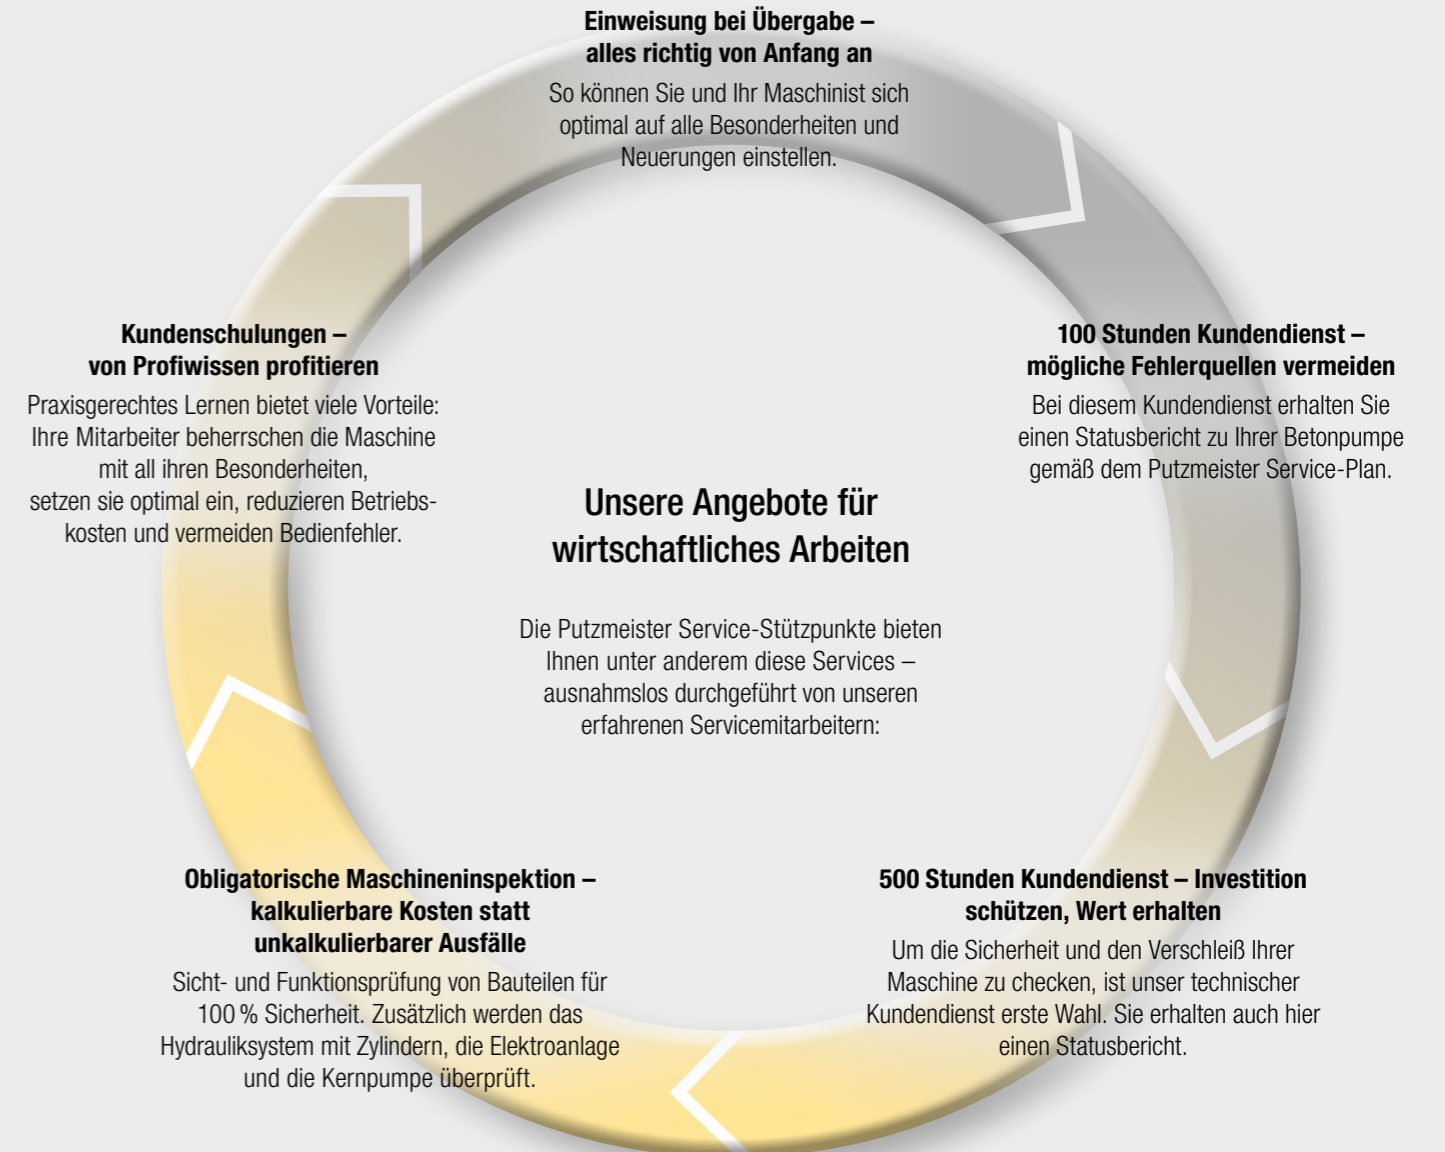 Einweisung bei Übergabe –
alles richtig von Anfang an
So können Sie und Ihr Maschinist sich
optimal auf alle Besonderheiten und
Neuerungen einstellen.
100 Stunden Kundendienst –
mögliche Fehlerquellen vermeiden
Bei diesem Kundendienst erhalten Sie
einen Statusbericht zu Ihrer Betonpumpe
gemäß dem Putzmeister Service-Plan.
500 Stunden Kundendienst – Investition
schützen, Wert erhalten
Um die Sicherheit und den Verschleiß Ihrer
Maschine zu checken, ist unser technischer
Kundendienst erste Wahl. Sie erhalten auch hier
einen Statusbericht.
Obligatorische Maschineninspektion –
kalkulierbare Kosten statt
unkalkulierbarer Ausfälle
Sicht- und Funktionsprüfung von Bauteilen für
100 % Sicherheit. Zusätzlich werden das
Hydrauliksystem mit Zylindern, die Elektroanlage
und die Kernpumpe überprüft.
Kundenschulungen –
von Profiwissen profitieren
Praxisgerechtes Lernen bietet viele Vorteile:
Ihre Mitarbeiter beherrschen die Maschine
mit all ihren Besonderheiten,
setzen sie optimal ein, reduzieren Betriebs-
kosten und vermeiden Bedienfehler.
Unsere Angebote für
wirtschaftliches Arbeiten
Die Putzmeister Service-Stützpunkte bieten
Ihnen unter anderem diese Services –
ausnahmslos durchgeführt von unseren
erfahrenen Servicemitarbeitern: